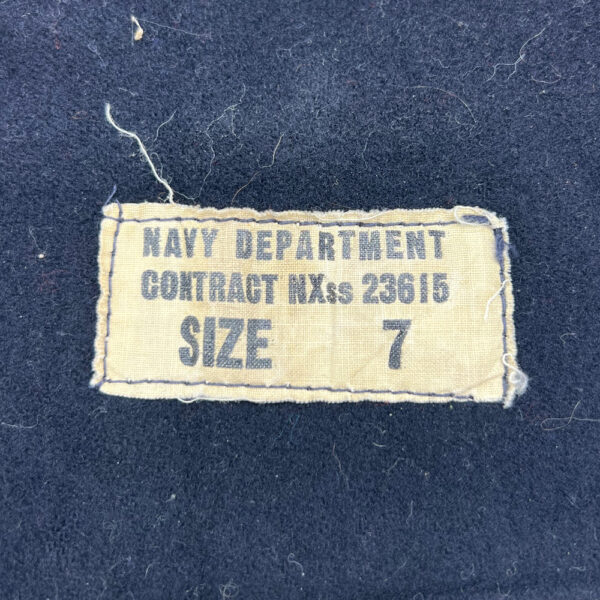 NAVY DEPARTMENT
CONTRACT NXss 23615
SIZE 7